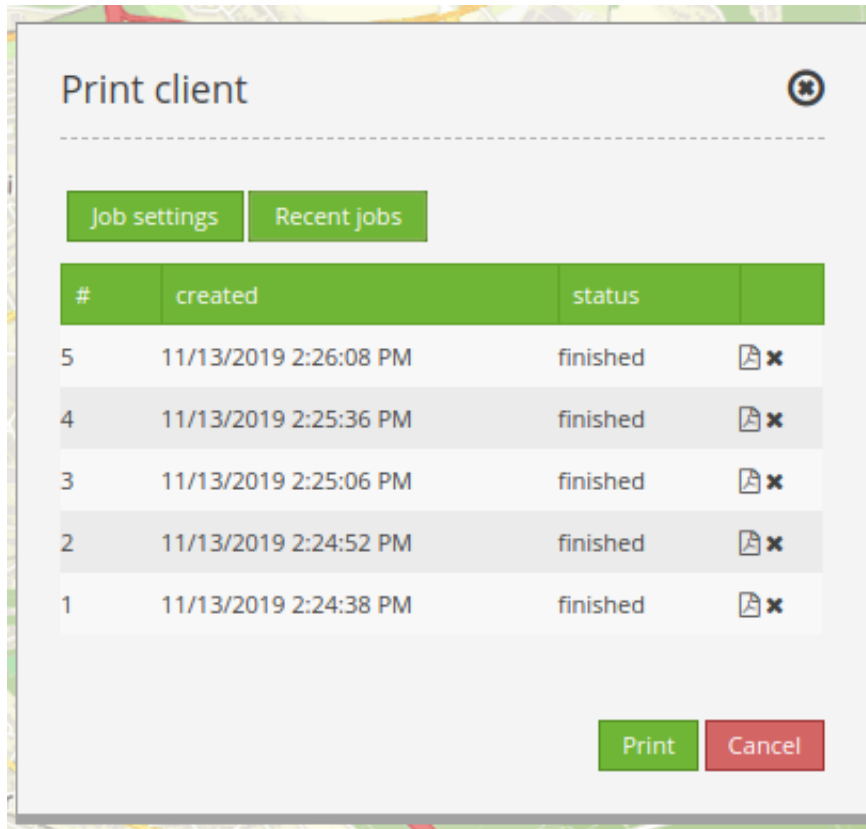 Print client
Job settings Recent jobs
# created status
5 11/13/2019 2:26:08 PM finished
4 11/13/2019 2:25:36 PM finished
3 11/13/2019 2:25:06 PM finished
2 11/13/2019 2:24:52 PM finished
1 11/13/2019 2:24:38 PM finished
Print Cancel